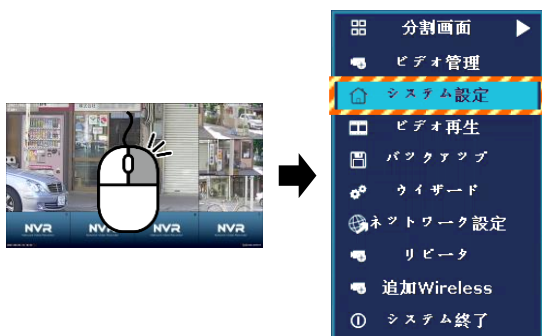 NVR
NVR
NVR
NVR
分割画面
ビデオ管理
システム設定
ビデオ再生
バックアップ
ウイザード
ネットワーク設定
リピータ
追加Wireless
システム終了